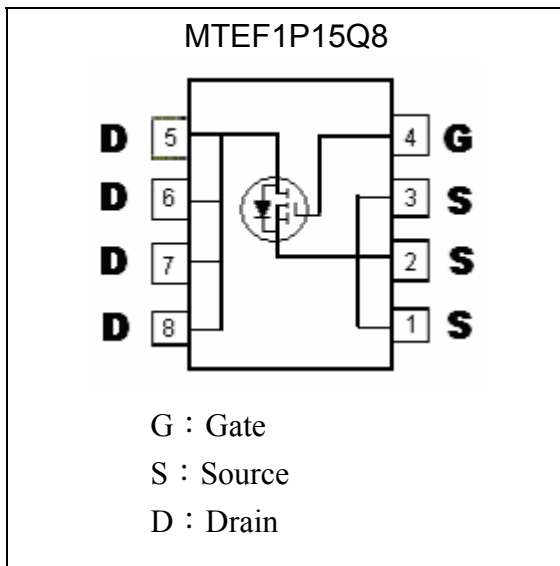 MTEF1P15Q8
D 5 4 G
D 6 3 S
D 7 2 S
D 8 1 S
G：Gate
S：Source
D：Drain